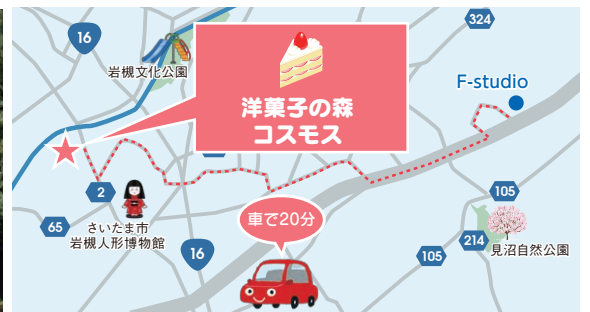 16
324
岩槻文化公園
洋菓子の森
コスモス
F-studio
2
105
65
さいたま市
岩槻人形博物館
車で20分
214
見沼自然公園
16
105